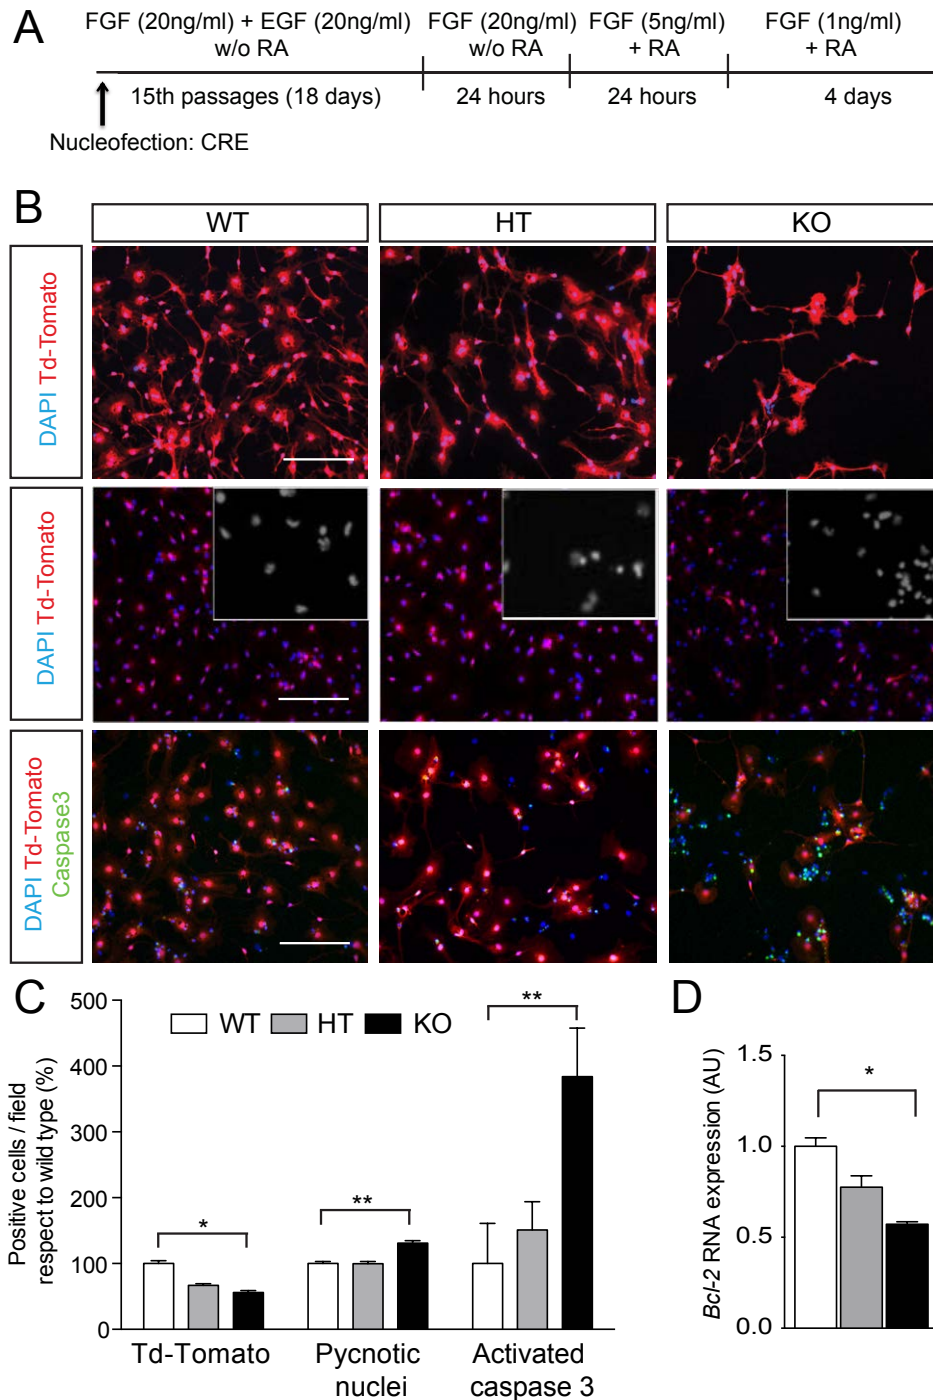 A
FGF (20ng/ml) + EGF (20ng/ml)
w/o RA
FGF (20ng/ml)
w/o RA
FGF (5ng/ml)
+ RA
FGF (1ng/ml)
+ RA
15th passages (18 days)
24 hours
24 hours
4 days
Nucleofection: CRE
B
WT
HT
KO
DAPI Td-Tomato
DAPI Td-Tomato
DAPI Td-Tomato
Caspase3
C
Positive cells / field
respect to wild type (%)
500
400
300
200
100
0
WT
HT
KO
*
**
**
Td-Tomato
Pycnotic
nuclei
Activated
caspase 3
D
Bcl-2 RNA expression (AU)
1.5
1.0
0.5
0.0
*